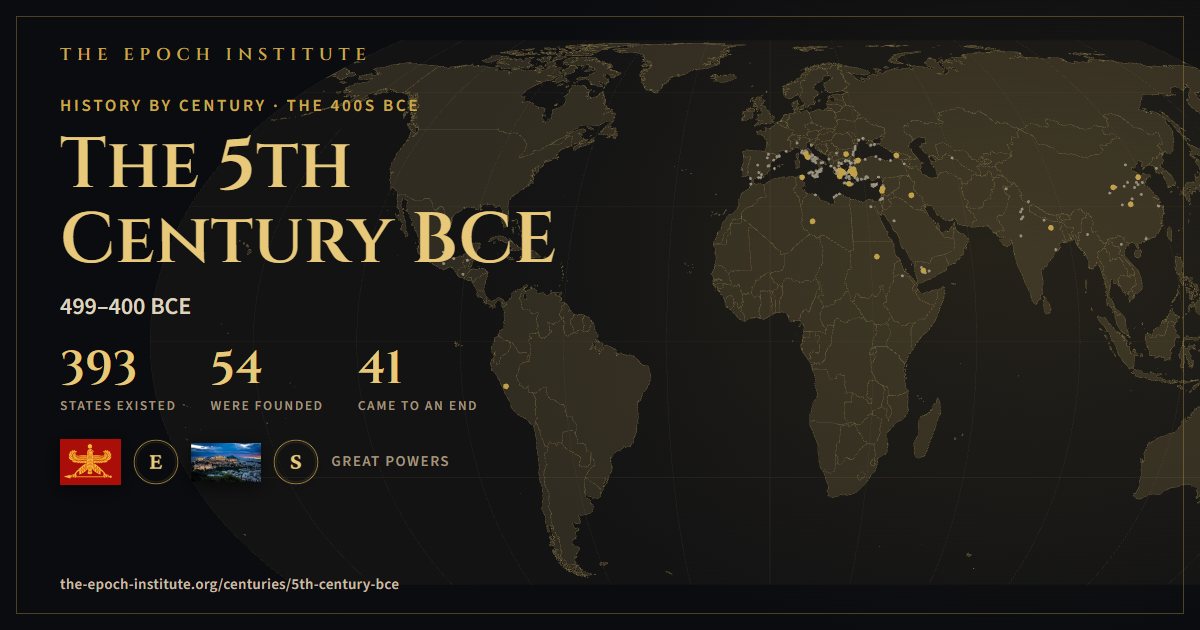 THE EPOCH INSTITUTE
HISTORY BY CENTURY · THE 400S BCE
THE 5TH
CENTURY BCE
499–400 BCE
393 54 41
STATES EXISTED WERE FOUNDED CAME TO AN END
E S GREAT POWERS
the-epoch-institute.org/centuries/5th-century-bce